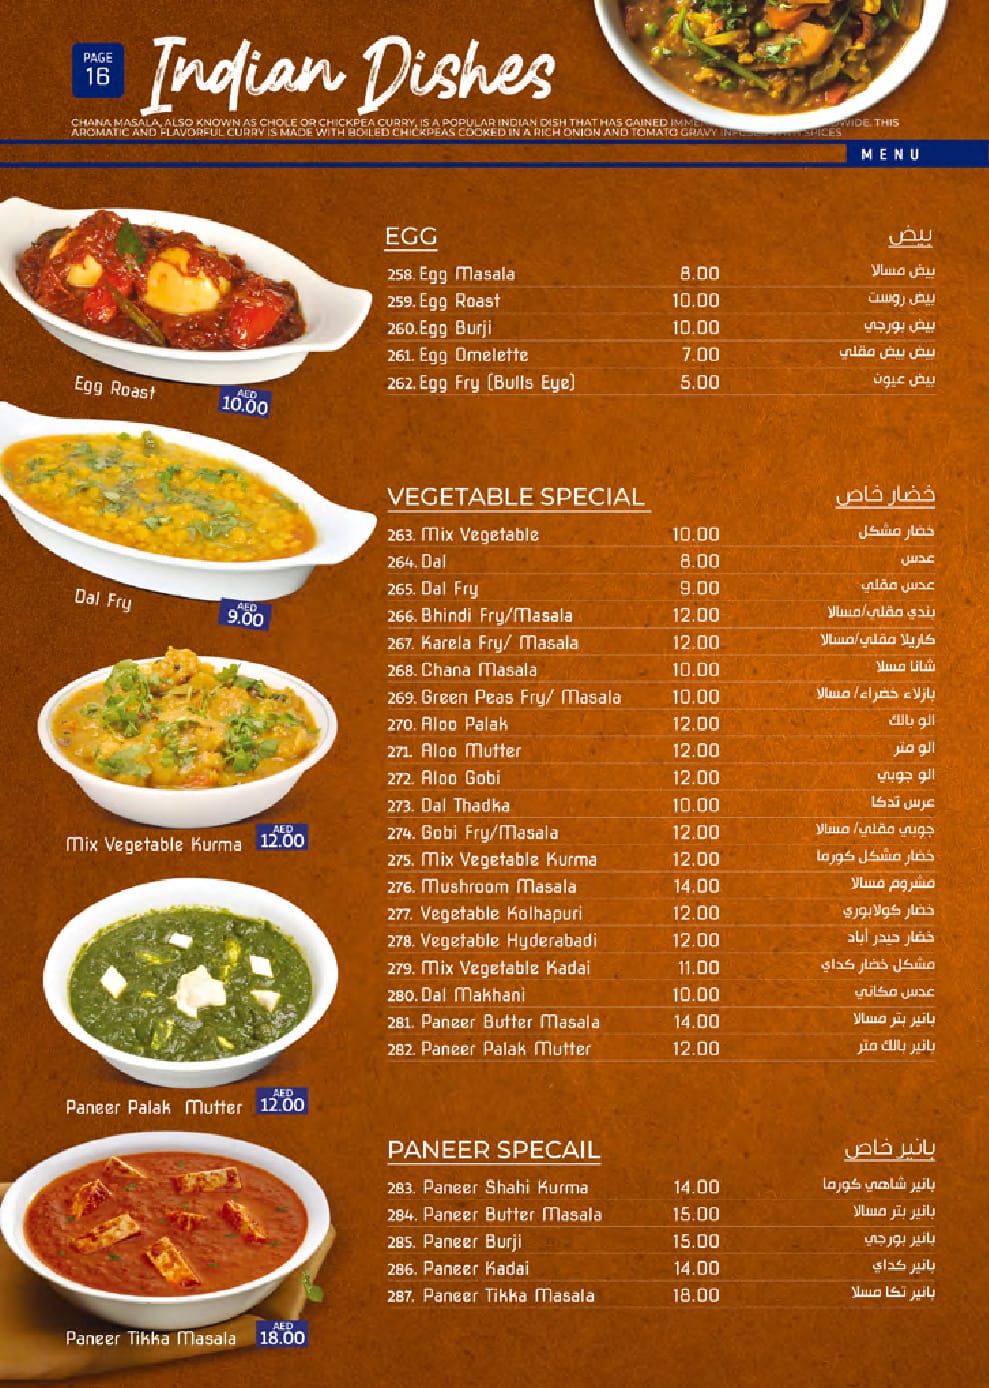 PAGE
16
Indian Dishes
CHANA MASALA, ALSO KNOWN AS CHOLE OR CHICKPEA CURRY, IS A POPULAR INDIAN DISH THAT HAS GAINED THIS
AROMATIC AND FLAVORFUL CURRY IS MADE WITH BOILED CHICKPEAS COOKED IN A RICH ONION AND TOMATO GRAVY INFUSED WITH SPICES
MENU
EGG بيض
258. Egg Masala 8.00 بيض مسالا
259. Egg Roast 10.00 بيض روست
260. Egg Burji 10.00 بيض بورجي
261. Egg Omelette 7.00 بيض بيض مقلي
262. Egg Fry (Bulls Eye) 5.00 بيض عيون
Egg Roast
AED
10.00
VEGETABLE SPECIAL خضار خاص
263. Mix Vegetable 10.00 خضار مشكل
264. Dal 8.00 عدس
265. Dal Fry 9.00 عدس مقلي
266. Bhindi Fry/Masala 12.00 بندي مقلي/مسالا
267. Karela Fry/ Masala 12.00 كاريلا مقلي/مسالا
268. Chana Masala 10.00 شانا مسلا
269. Green Peas Fry/ Masala 10.00 بازلاء خضراء/ مسالا
270. Aloo Palak 12.00 الو بالك
271. Aloo Mutter 12.00 الو متر
272. Aloo Gobi 12.00 الو جوبي
273. Dal Thadka 10.00 عرس تدكا
274. Gobi Fry/Masala 12.00 جوبي مقلي/ مسالا
275. Mix Vegetable Kurma 12.00 خضار مشكل كورما
276. Mushroom Masala 14.00 مشروم مسالا
277. Vegetable Kolhapuri 12.00 خضار كولابوري
278. Vegetable Hyderabadi 12.00 خضار حيدر أباد
279. Mix Vegetable Kadai 11.00 مشكل خضار كداي
280. Dal Makhani 10.00 عدس مكاني
281. Paneer Butter Masala 14.00 بانير بتر مسالا
282. Paneer Palak Mutter 12.00 بانير بالك متر
Dal Fry
AED
9.00
Mix Vegetable Kurma
AED
12.00
Paneer Palak Mutter
AED
12.00
PANEER SPECAIL بانير خاص
283. Paneer Shahi Kurma 14.00 بانير شاهي كورما
284. Paneer Butter Masala 15.00 بانير بتر مسالا
285. Paneer Burji 15.00 بانير بورجي
286. Paneer Kadai 14.00 بانير كداي
287. Paneer Tikka Masala 18.00 بانير تكا مسلا
Paneer Tikka Masala
AED
18.00